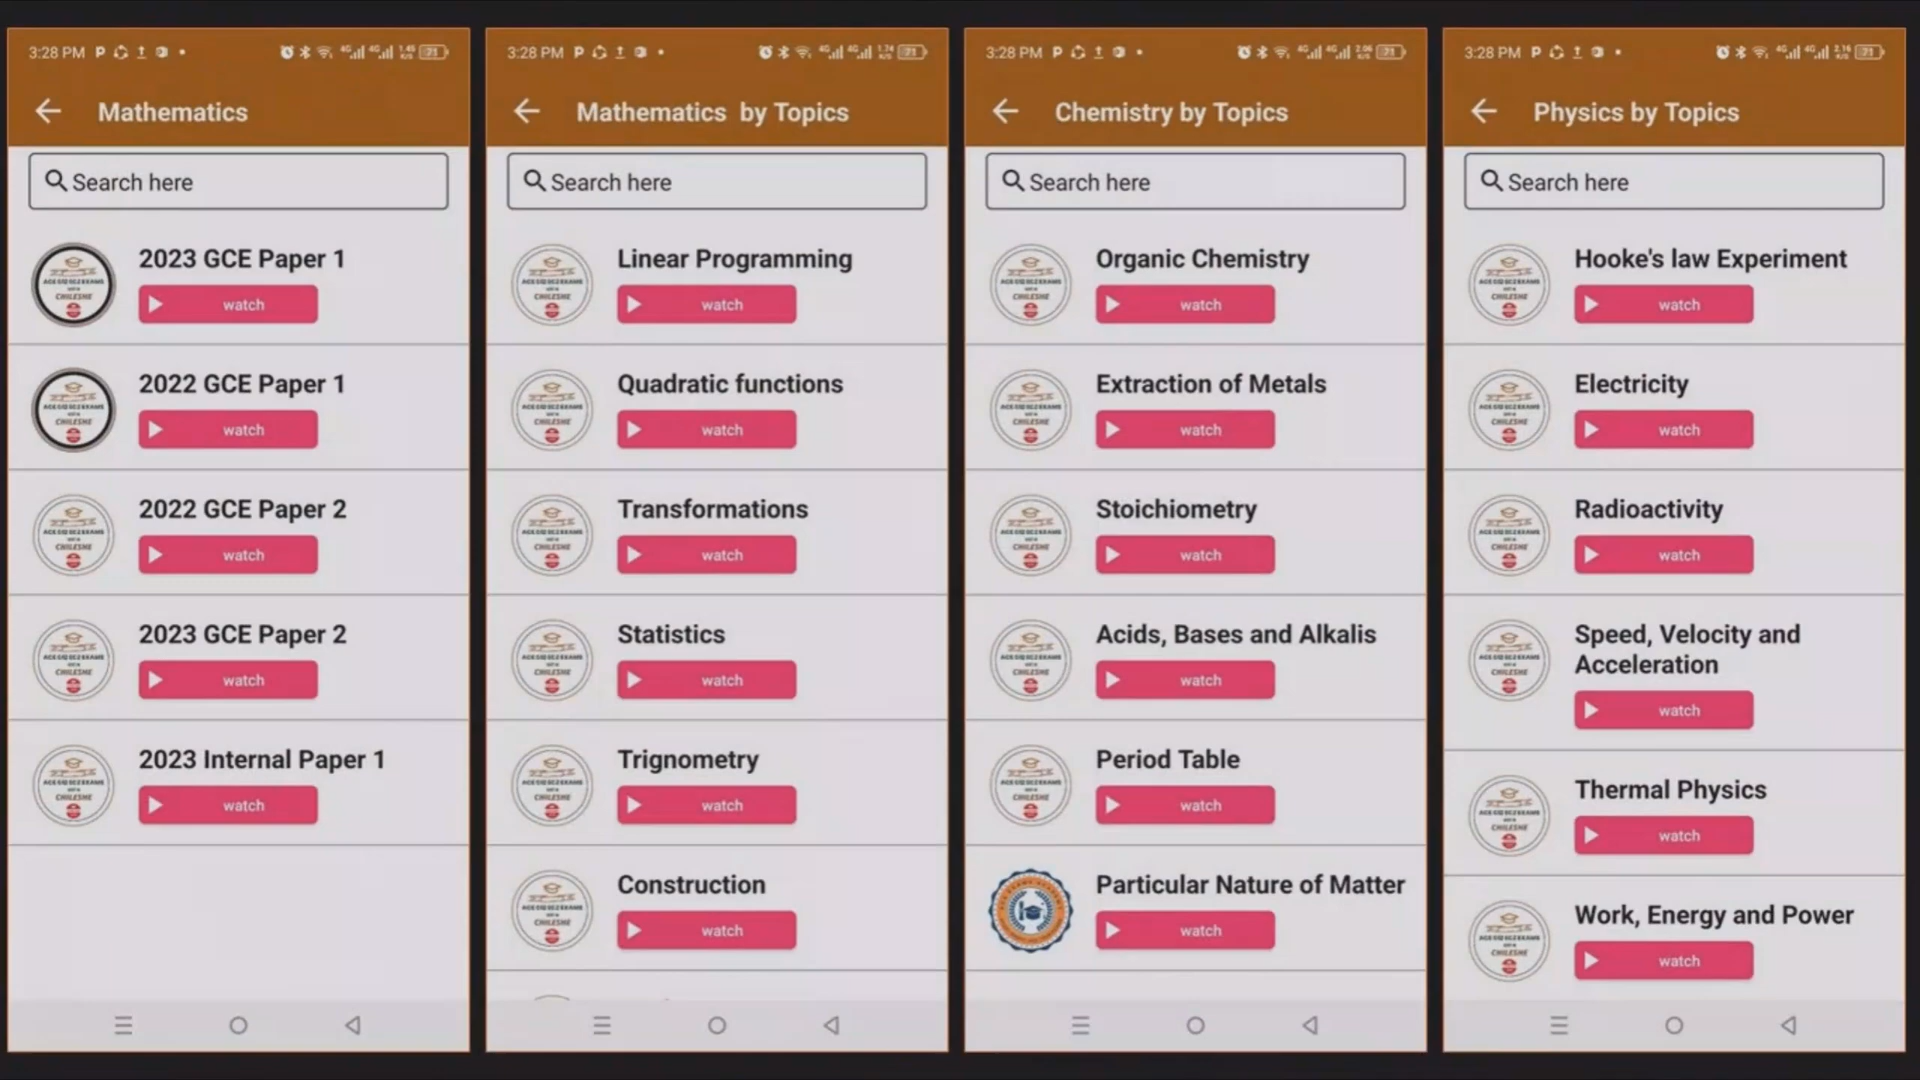 3:28 PM
Mathematics
Search here
2023 GCE Paper 1
watch
2022 GCE Paper 1
watch
2022 GCE Paper 2
watch
2023 GCE Paper 2
watch
2023 Internal Paper 1
watch
3:28 PM
Mathematics by Topics
Search here
Linear Programming
watch
Quadratic functions
watch
Transformations
watch
Statistics
watch
Trignometry
watch
Construction
watch
3:28 PM
Chemistry by Topics
Search here
Organic Chemistry
watch
Extraction of Metals
watch
Stoichiometry
watch
Acids, Bases and Alkalis
watch
Period Table
watch
Particular Nature of Matter
watch
3:28 PM
Physics by Topics
Search here
Hooke's law Experiment
watch
Electricity
watch
Radioactivity
watch
Speed, Velocity and
Acceleration
watch
Thermal Physics
watch
Work, Energy and Power
watch